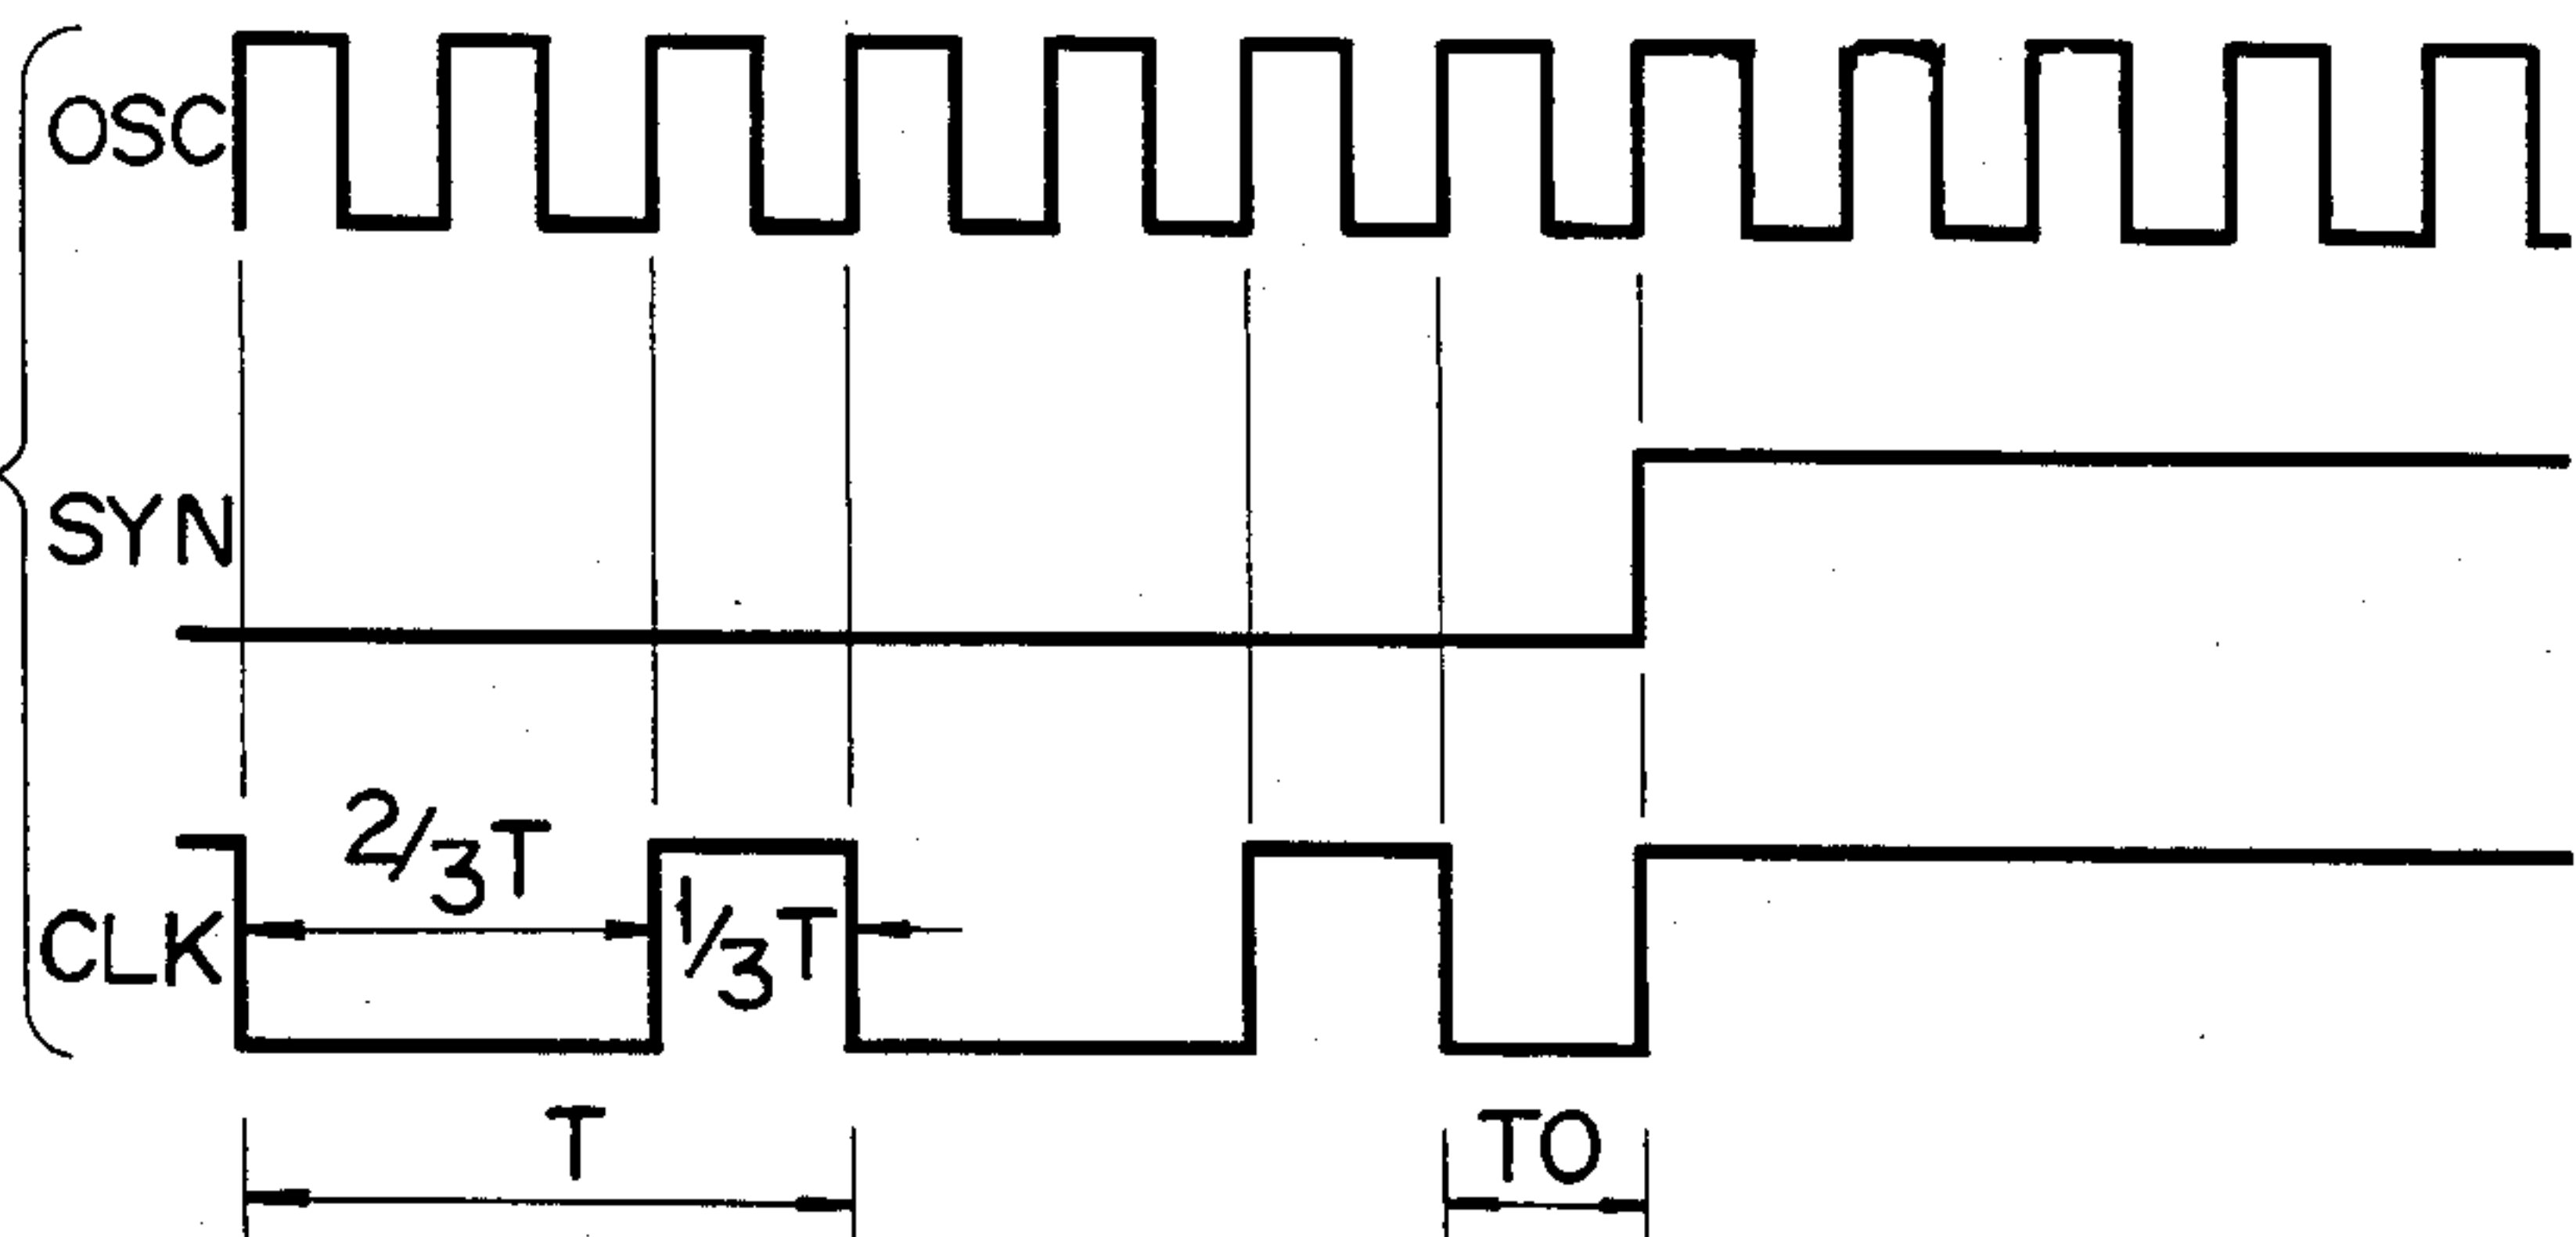 OSC
SYN
CLK
2/3T
1/3T
T
TO